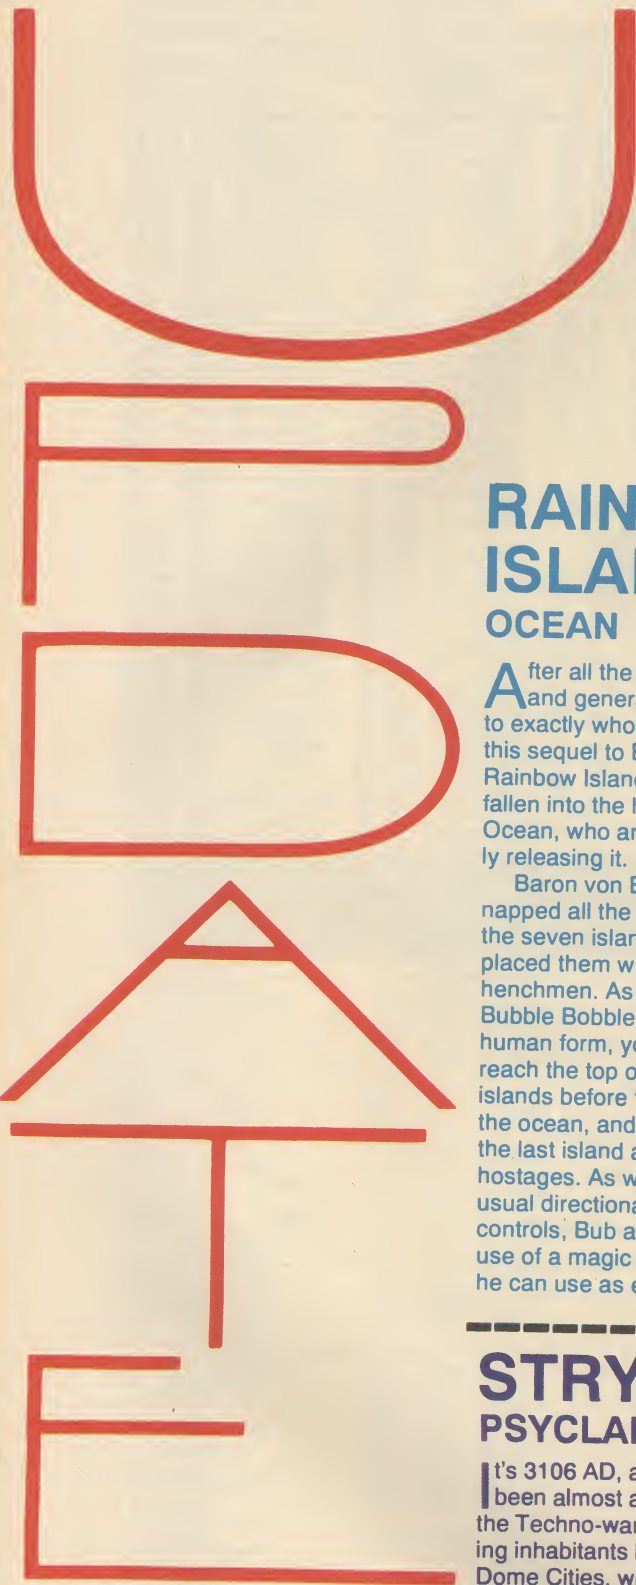 U
P
D
A
T
E
RAIN
ISLA
OCEAN
After all the
and gener
to exactly who
this sequel to B
Rainbow Islan
fallen into the h
Ocean, who ar
ly releasing it.
Baron von B
napped all the
the seven islan
placed them w
henchmen. As
Bubble Bobble
human form, yo
reach the top o
islands before t
the ocean, and
the last island a
hostages. As w
usual directiona
controls, Bub a
use of a magic
he can use as e
STRY
PSYCLA
It's 3106 AD, a
been almost a
the Techno-war
ing inhabitants
Dome Cities, w